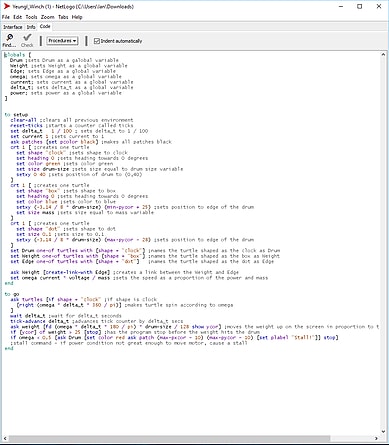 Yeungl_Winch (1) - NetLogo {C:\Users\Ian\Downloads}
File Edit Zoom Tabs Help
Interface Info Code
Find... Check Procedures Indent automatically
globals [
Drum ;sets Drum as a galobal variable
Weight ;sets Weight as a global variable
Edge; ;sets Edge as a global variable
omega; ;sets omega as a global variable
current; ;sets current as a global variable
delta_t; ;sets delta_t as a global variable
power; ;sets power as a global variable
]
to setup
clear-all ;clears all previous environment
reset-ticks ;starts a counter called ticks
set delta_t 1 / 100 ; sets delta_t to 1 / 100
set current 1 ; sets current to 1
ask patches [set pcolor black] ;makes all patches black
crt 1 [ ;creates one turtle
set shape "clock" ;sets shape to clock
set heading 0 ;sets heading towards 0 degrees
set color green ;sets color to green
set size drum-size ;sets size equal to drum size variable
setxy 0 40 ;sets position of drum to (0,40)
]
crt 1 [ ;creates one turtle
set shape "box" ;sets shape to box
set heading 0 ;sets heading towards 0 degrees
set color blue ;sets color to blue
setxy (-3.14 / 8 * drum-size) (min-pycor + 25) ;sets position to edge of the drum
set size mass ;sets size equal to mass variable
]
crt 1 [ ;creates one turtle
set shape "dot" ;sets shape to dot
set size 0.1 ;sets size to 0.1
setxy (-3.14 / 8 * drum-size) (max-pycor - 28) ;sets position to edge of the drum
]
set Drum one-of turtles with [shape = "clock"] ;names the turtle shaped as the clock as Drum
set Weight one-of turtles with [shape = "box"] ;names the turtle shaped as the box as Weight
set Edge one-of turtles with [shape = "dot"] ;names the turtle shaped as the dot as Edge
ask Weight [create-link-with Edge] ;creates a link between the Weight and Edge
set omega current * voltage / mass ;sets the speed as a proportion of the power and mass
end
to go
ask turtles [if shape = "clock" ;if shape is clock
[right (omega * delta_t * 360 / pi)] ;makes turtle spin according to omega
]
wait delta_t ;wait for delta_t seconds
tick-advance delta_t ;advances tick counter by delta_t secs
ask weight [fd (omega * delta_t * 180 / pi) * drum-size / 128 show ycor] ;moves the weight up on the screen in proportion to t
if [ycor] of weight > 25 [stop] ;has the program stop before the weight hits the drum
if omega < 0.5 [ask Drum [set color red ask patch (max-pxcor - 10) (max-pycor - 10) [set plabel "Stall!"]] stop]
;stall command - if power condition not great enough to move motor, cause a stall
end